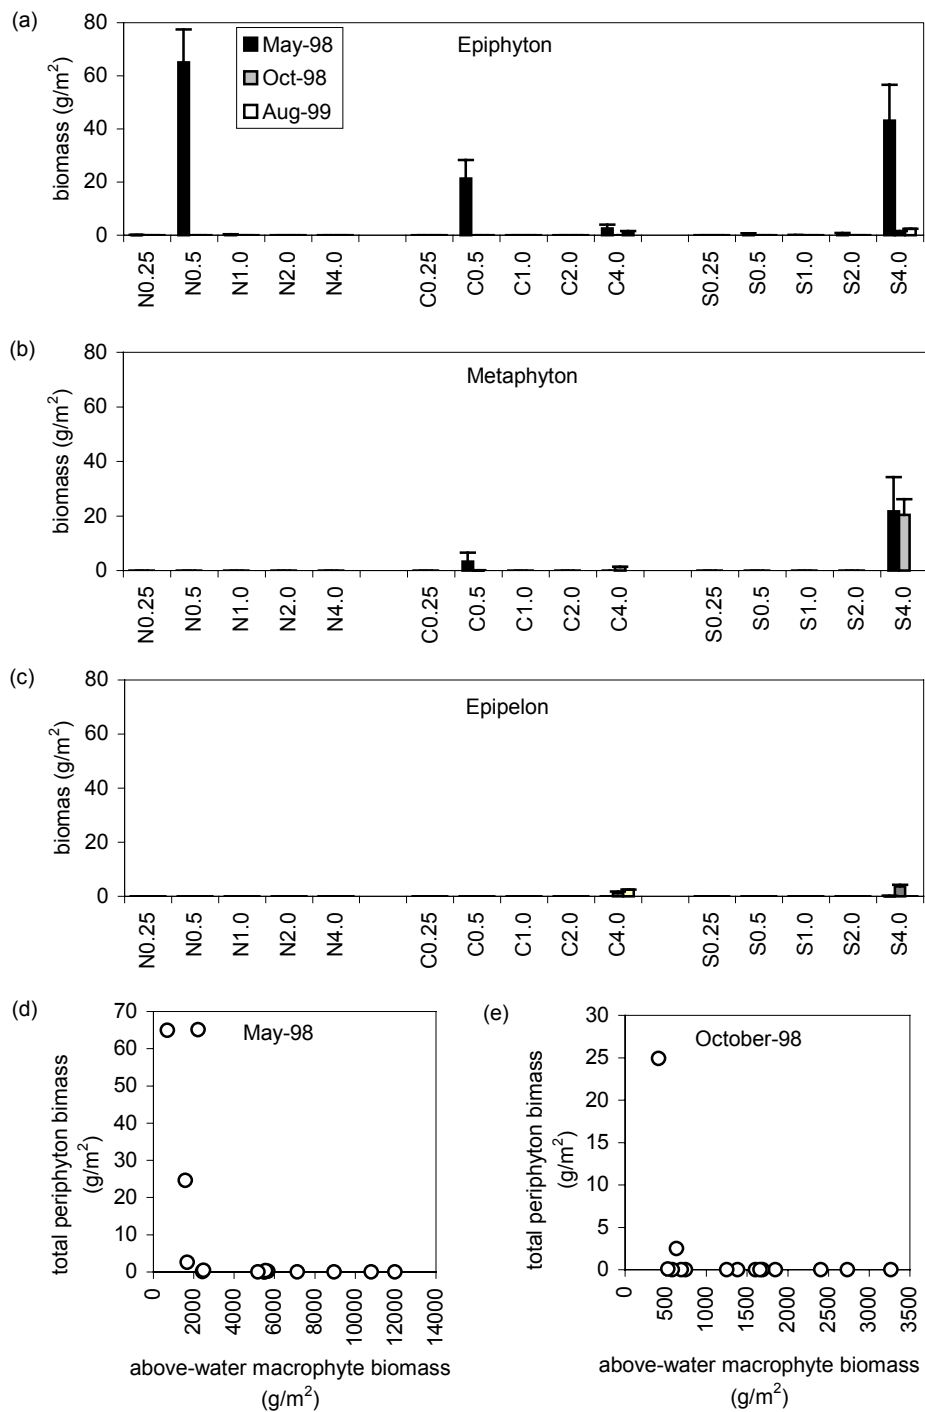 (a)
80
60
40
20
0
biomass (g/m²)
May-98
Oct-98
Aug-99
Epiphyton
N0.25
N0.5
N1.0
N2.0
N4.0
C0.25
C0.5
C1.0
C2.0
C4.0
S0.25
S0.5
S1.0
S2.0
S4.0
(b)
80
60
40
20
0
biomass (g/m²)
Metaphyton
N0.25
N0.5
N1.0
N2.0
N4.0
C0.25
C0.5
C1.0
C2.0
C4.0
S0.25
S0.5
S1.0
S2.0
S4.0
(c)
80
60
40
20
0
biomas (g/m²)
Epipelon
N0.25
N0.5
N1.0
N2.0
N4.0
C0.25
C0.5
C1.0
C2.0
C4.0
S0.25
S0.5
S1.0
S2.0
S4.0
(d)
70
60
50
40
30
20
10
0
total periphyton bimass
(g/m²)
May-98
0
2000
4000
6000
8000
10000
12000
14000
above-water macrophyte biomass
(g/m²)
(e)
30
25
20
15
10
5
0
total periphyton bimass
(g/m²)
October-98
0
500
1000
1500
2000
2500
3000
3500
above-water macrophyte biomass
(g/m²)